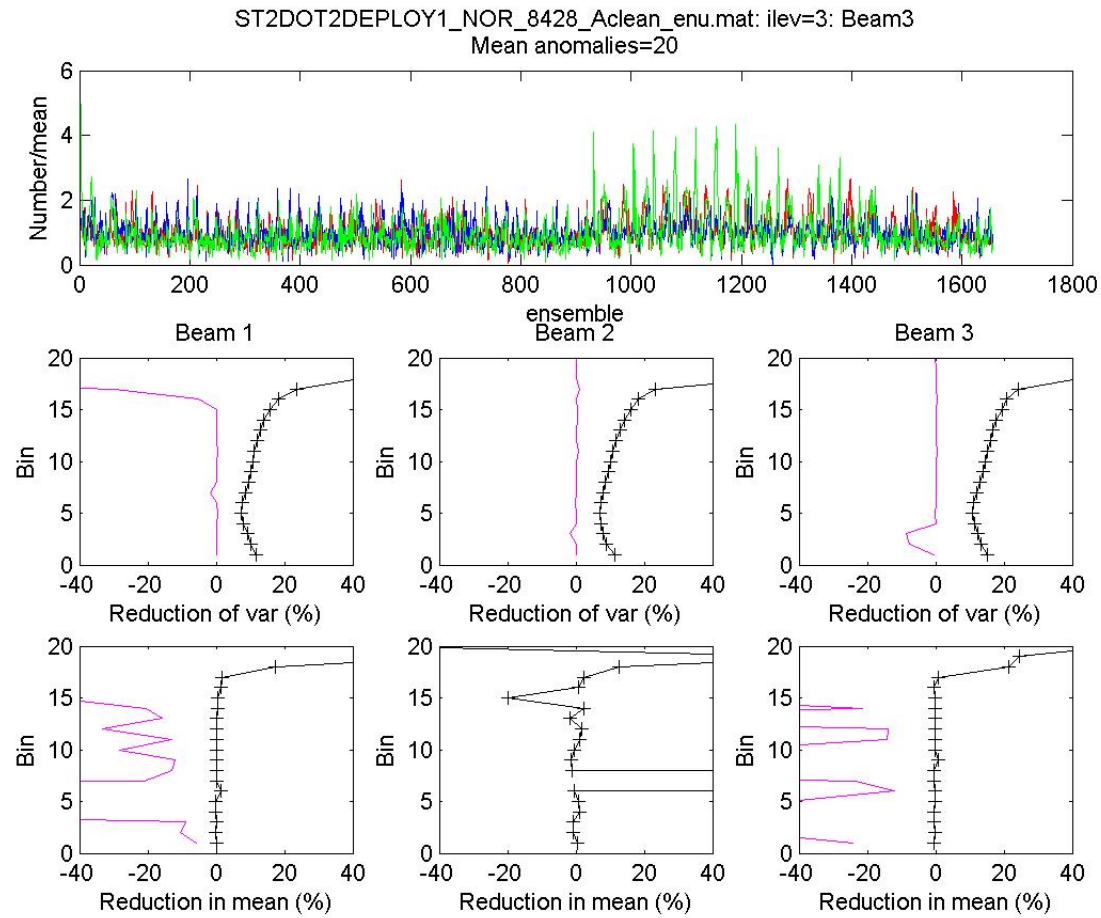 ST2DOT2DEPLOY1_NOR_8428_Aclean_enu.mat: ilev=3: Beam3
Mean anomalies=20
Number/mean
6
4
2
0
0 200 400 600 800 1000 1200 1400 1600 1800
ensemble
Beam 1 Beam 2 Beam 3
Bin
20
15
10
5
0
-40 -20 0 20 40
Reduction of var (%)
Bin
20
15
10
5
0
-40 -20 0 20 40
Reduction of var (%)
Bin
20
15
10
5
0
-40 -20 0 20 40
Reduction of var (%)
Bin
20
15
10
5
0
-40 -20 0 20 40
Reduction in mean (%)
Bin
20
15
10
5
0
-40 -20 0 20 40
Reduction in mean (%)
Bin
20
15
10
5
0
-40 -20 0 20 40
Reduction in mean (%)